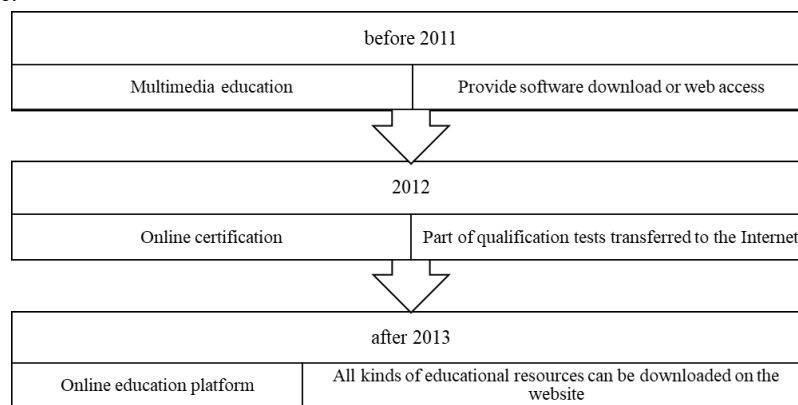 before 2011
Multimedia education
Provide software download or web access
2012
Online certification
Part of qualification tests transferred to the Internet
after 2013
Online education platform
All kinds of educational resources can be downloaded on the
website